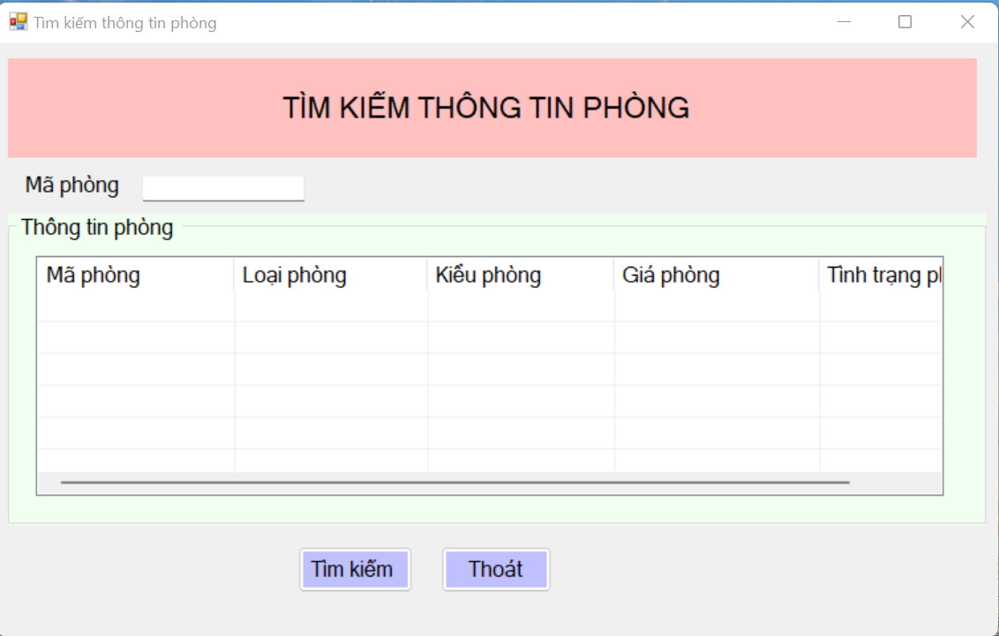 Tìm kiếm thông tin phòng
TÌM KIẾM THÔNG TIN PHÒNG
Mã phòng
Thông tin phòng
Mã phòng Loại phòng Kiểu phòng Giá phòng Tình trạng pl
Tìm kiếm Thoát